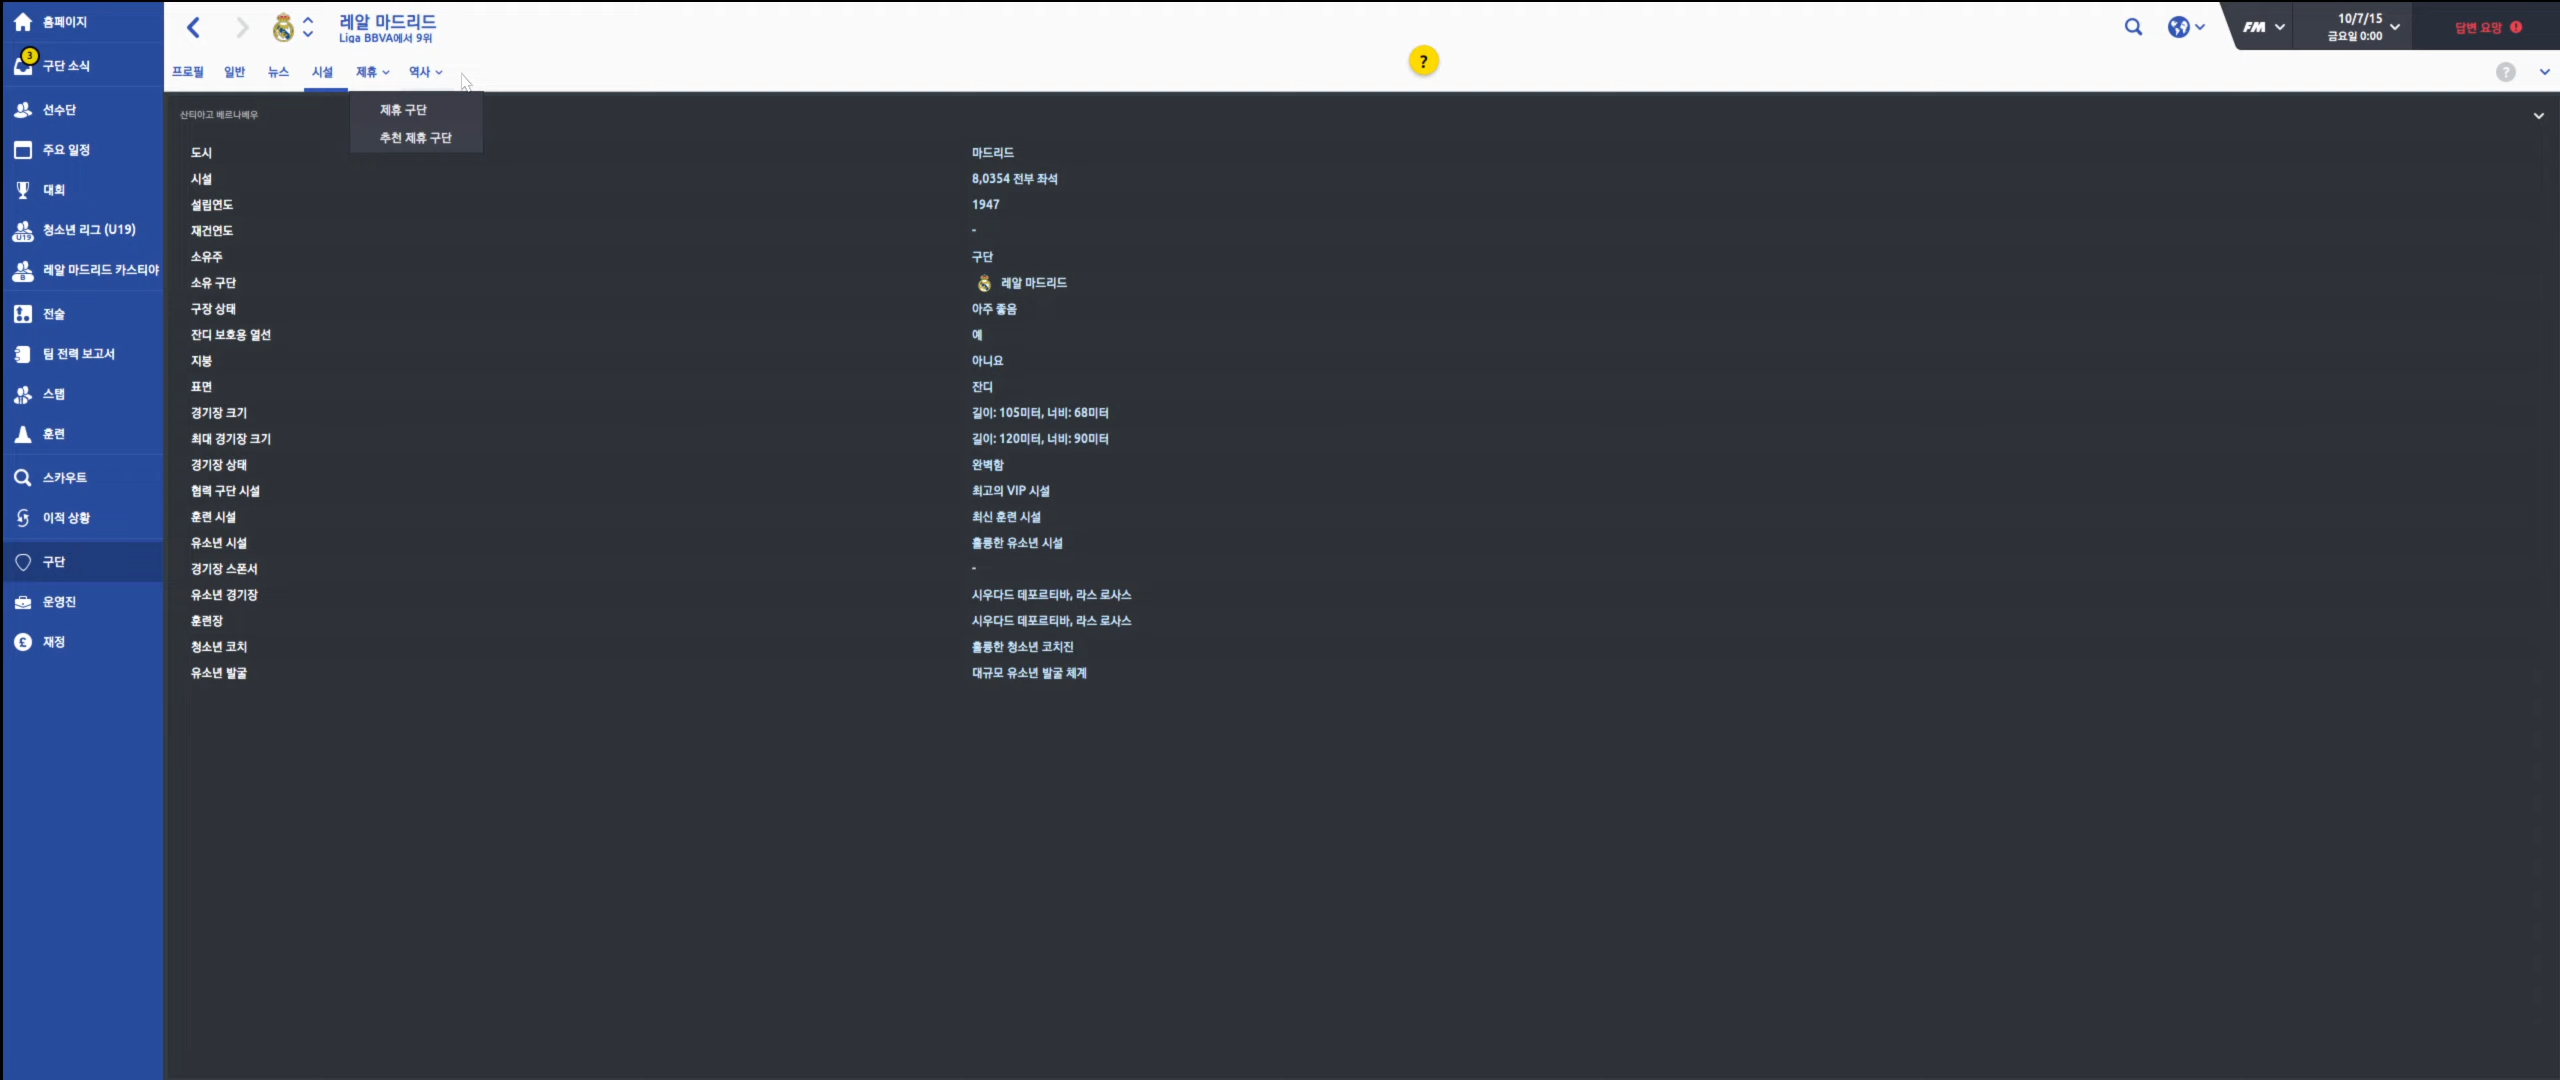 홈페이지
3
구단 소식
선수단
주요 일정
대회
청소년 리그 (U19)
U19
레알 마드리드 카스티야
B
전술
팀 전력 보고서
스탭
훈련
스카우트
이적 상황
구단
운영진
£ 재정
레알 마드리드
Liga BBVA에서 9위
FM
10/7/15
금요일 0:00
답변 요망 !
프로필 일반 뉴스 시설 제휴 역사
?
?
제휴 구단
추천 제휴 구단
산티아고 베르나베우
도시 마드리드
시설 8,0354 전부 좌석
설립연도 1947
재건연도 -
소유주 구단
소유 구단 레알 마드리드
구장 상태 아주 좋음
잔디 보호용 열선 예
지붕 아니요
표면 잔디
경기장 크기 길이: 105미터, 너비: 68미터
최대 경기장 크기 길이: 120미터, 너비: 90미터
경기장 상태 완벽함
협력 구단 시설 최고의 VIP 시설
훈련 시설 최신 훈련 시설
유소년 시설 훌륭한 유소년 시설
경기장 스폰서 -
유소년 경기장 시우다드 데포르티바, 라스 로사스
훈련장 시우다드 데포르티바, 라스 로사스
청소년 코치 훌륭한 청소년 코치진
유소년 발굴 대규모 유소년 발굴 체계